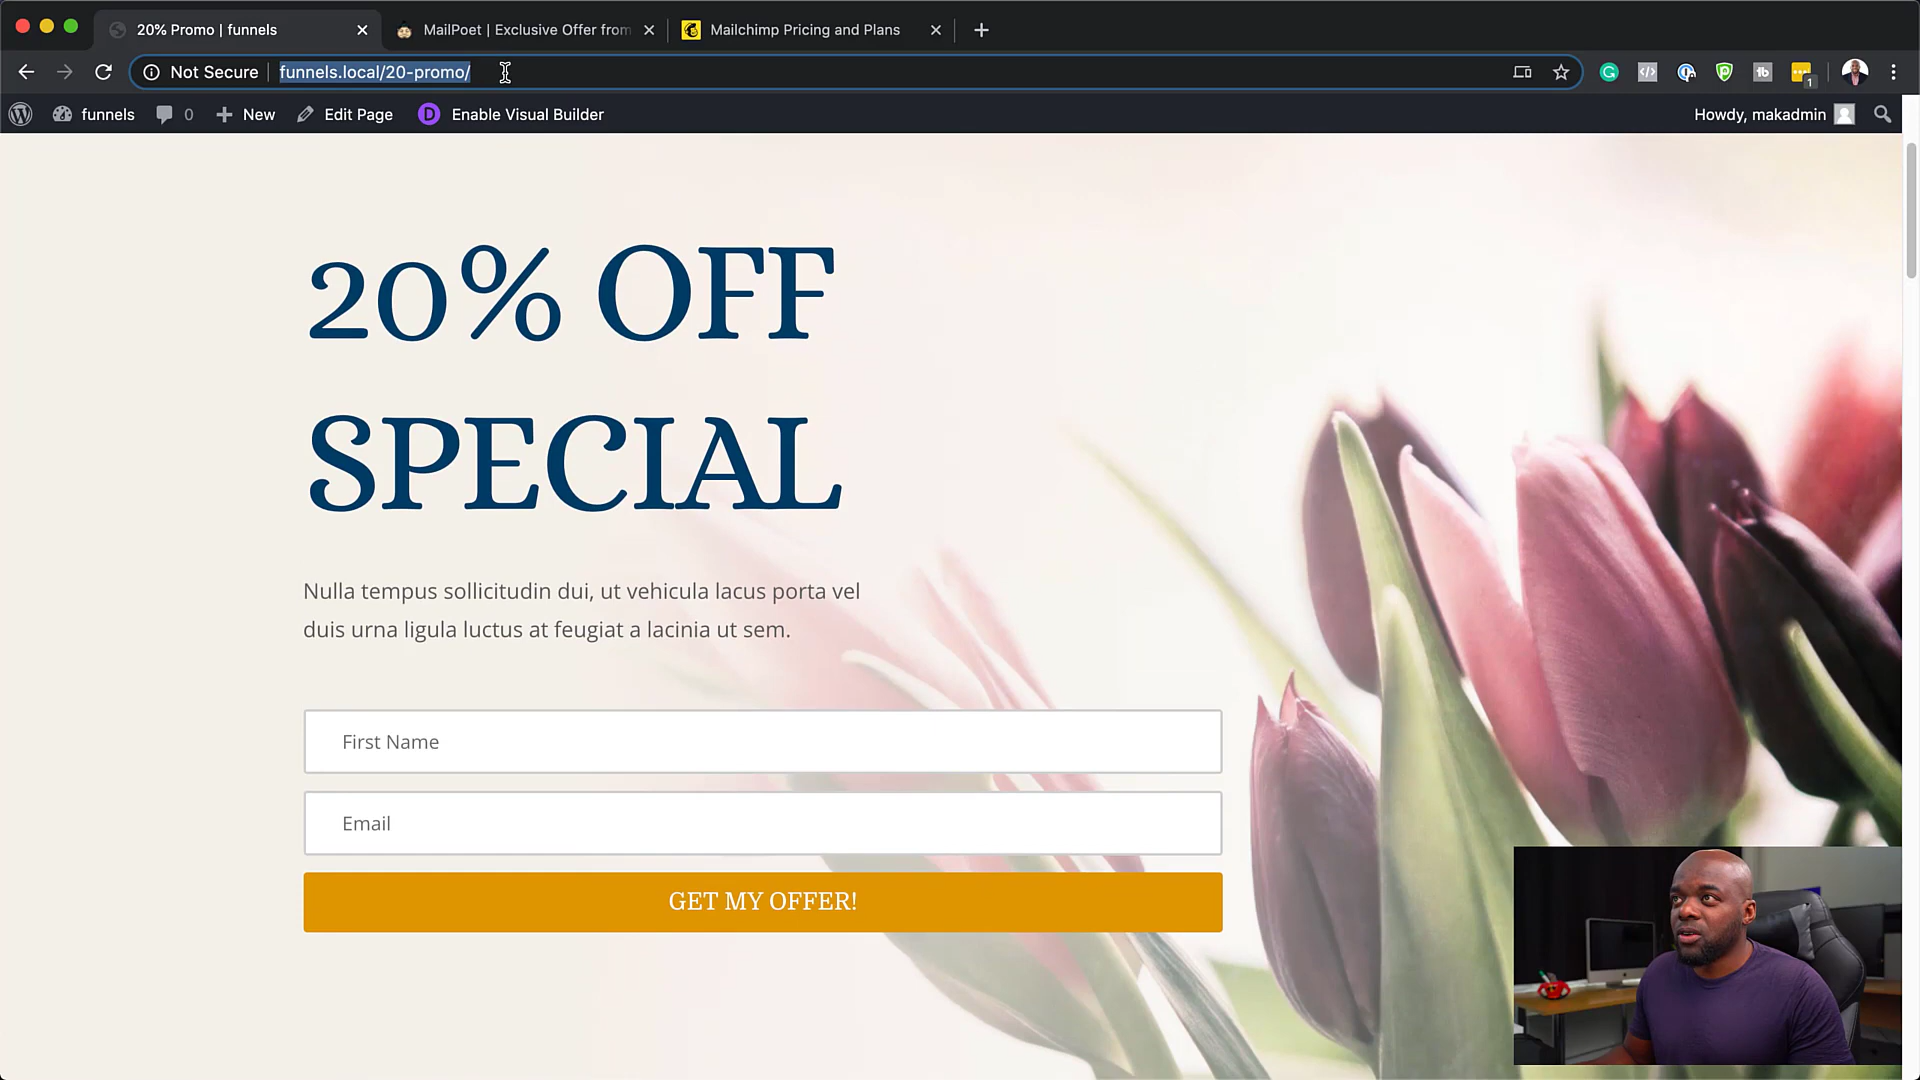 20% Promo | funnels
MailPoet | Exclusive Offer from
Mailchimp Pricing and Plans
Not Secure
funnels.local/20-promo/
1
funnels
0
New
Edit Page
D
Enable Visual Builder
Howdy, makadmin
20% OFF
SPECIAL
Nulla tempus sollicitudin dui, ut vehicula lacus porta vel
duis urna ligula luctus at feugiat a lacinia ut sem.
First Name
Email
GET MY OFFER!